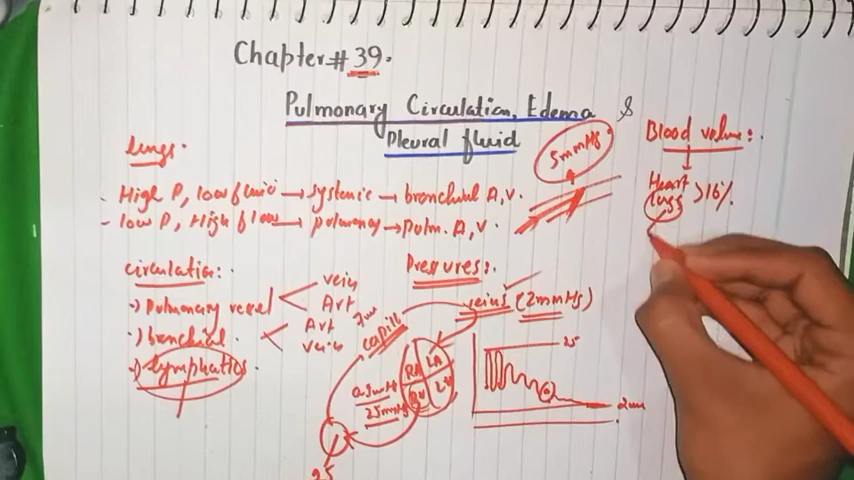 Chapter# 39.
Pulmonary Circulation, Edema &
Pleural fluid
lungs.
5mmHg.
- High P, low flow → systemic → bronchial A, V.
- low P, High flow → pulmonary → pulm. A, V.
Blood volume:.
Heart
lugs >16%.
circulation:.
·) Pulmonary vessel
vein
Art
·) bronchial.
Art
vein
·) lymphatics.
Pressures:.
veins (2mmHg)
7mm
capill
RA LA
RV LV
25mmHg
25
25
2mm